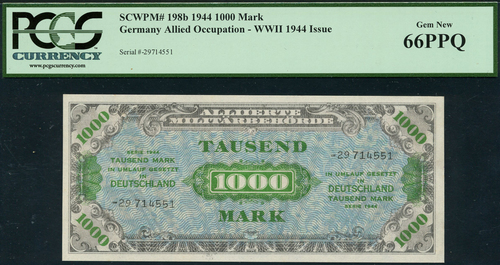 PCGS
CURRENCY
www.pcgscurrency.com
SCWPM# 198b 1944 1000 Mark
Germany Allied Occupation - WWII 1944 Issue
Serial #-29714551
Gem New
66PPQ
ALLIIERTE
MILITÄRBEHÖRDE
1000
1000
TAUSEND
SERIE 1944
TAUSEND MARK
IN UMLAUF GESETZT
IN
DEUTSCHLAND
-29714551
1000
-29714551
IN UMLAUF GESETZT
IN
DEUTSCHLAND
TAUSEND MARK
SERIE 1944
MARK
1000
1000